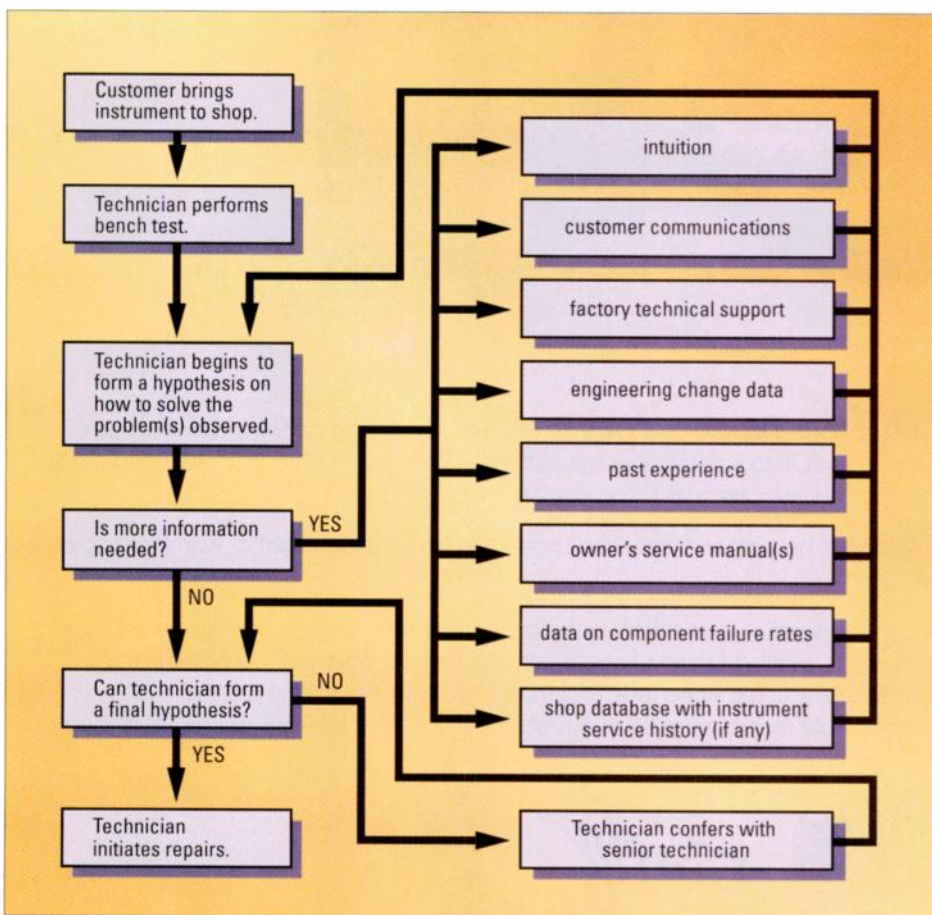 Customer brings
instrument to shop.
Technician performs
bench test.
Technician begins to
form a hypothesis on
how to solve the
problem(s) observed.
Is more information
needed?
YES
NO
Can technician form
a final hypothesis?
NO
YES
Technician
initiates repairs.
intuition
customer communications
factory technical support
engineering change data
past experience
owner's service manual(s)
data on component failure rates
shop database with instrument
service history (if any)
Technician confers with
senior technician